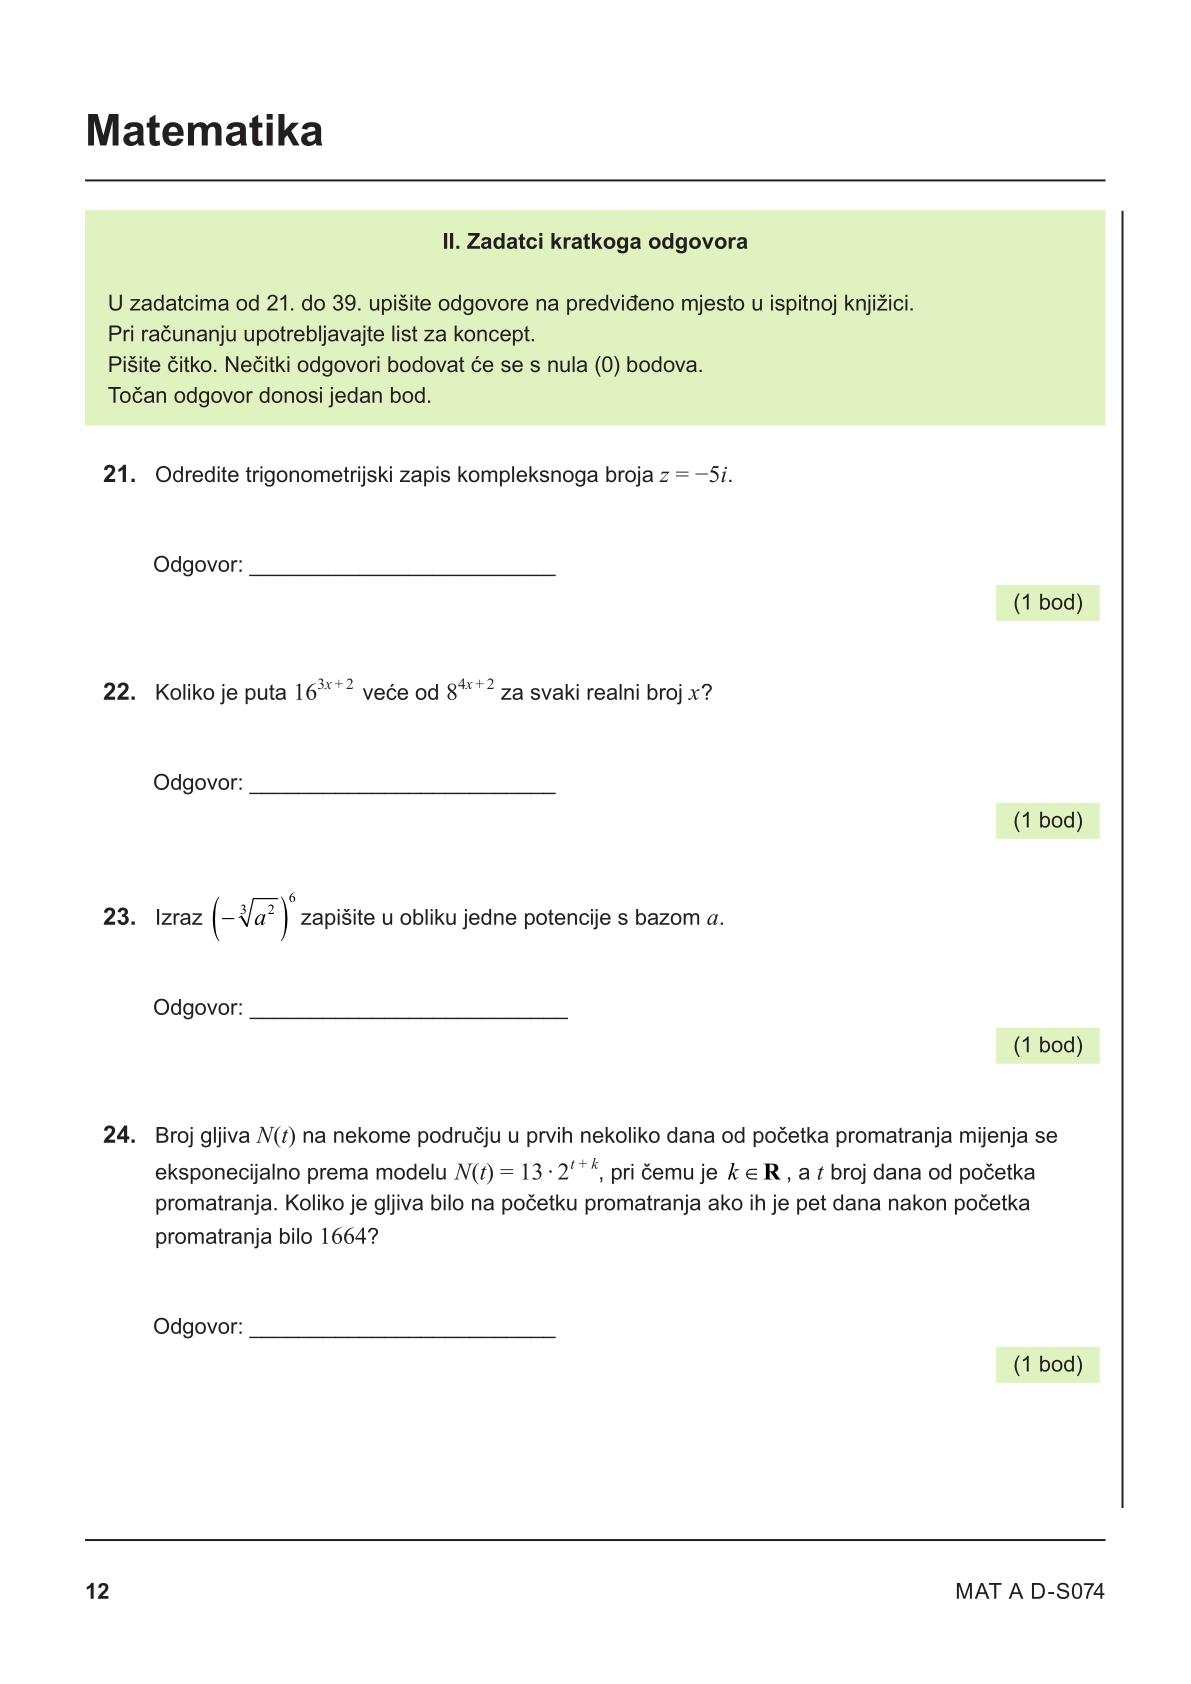 Matematika
II. Zadatci kratkoga odgovora
U zadatcima od 21. do 39. upišite odgovore na predviđeno mjesto u ispitnoj knjižici.
Pri računanju upotrebljavajte list za koncept.
Pišite čitko. Nečitki odgovori bodovat će se s nula (0) bodova.
Točan odgovor donosi jedan bod.
21. Odredite trigonometrijski zapis kompleksnoga broja z = −5i.
Odgovor: _________________________
(1 bod)
22. Koliko je puta 16^{3x + 2} veće od 8^{4x + 2} za svaki realni broj x?
Odgovor: _________________________
(1 bod)
23. Izraz (−∛a²)⁶ zapišite u obliku jedne potencije s bazom a.
Odgovor: __________________________
(1 bod)
24. Broj gljiva N(t) na nekome području u prvih nekoliko dana od početka promatranja mijenja se
eksponecijalno prema modelu N(t) = 13 · 2^{t + k}, pri čemu je k ∈ R , a t broj dana od početka
promatranja. Koliko je gljiva bilo na početku promatranja ako ih je pet dana nakon početka
promatranja bilo 1664?
Odgovor: _________________________
(1 bod)
12
MAT A D-S074